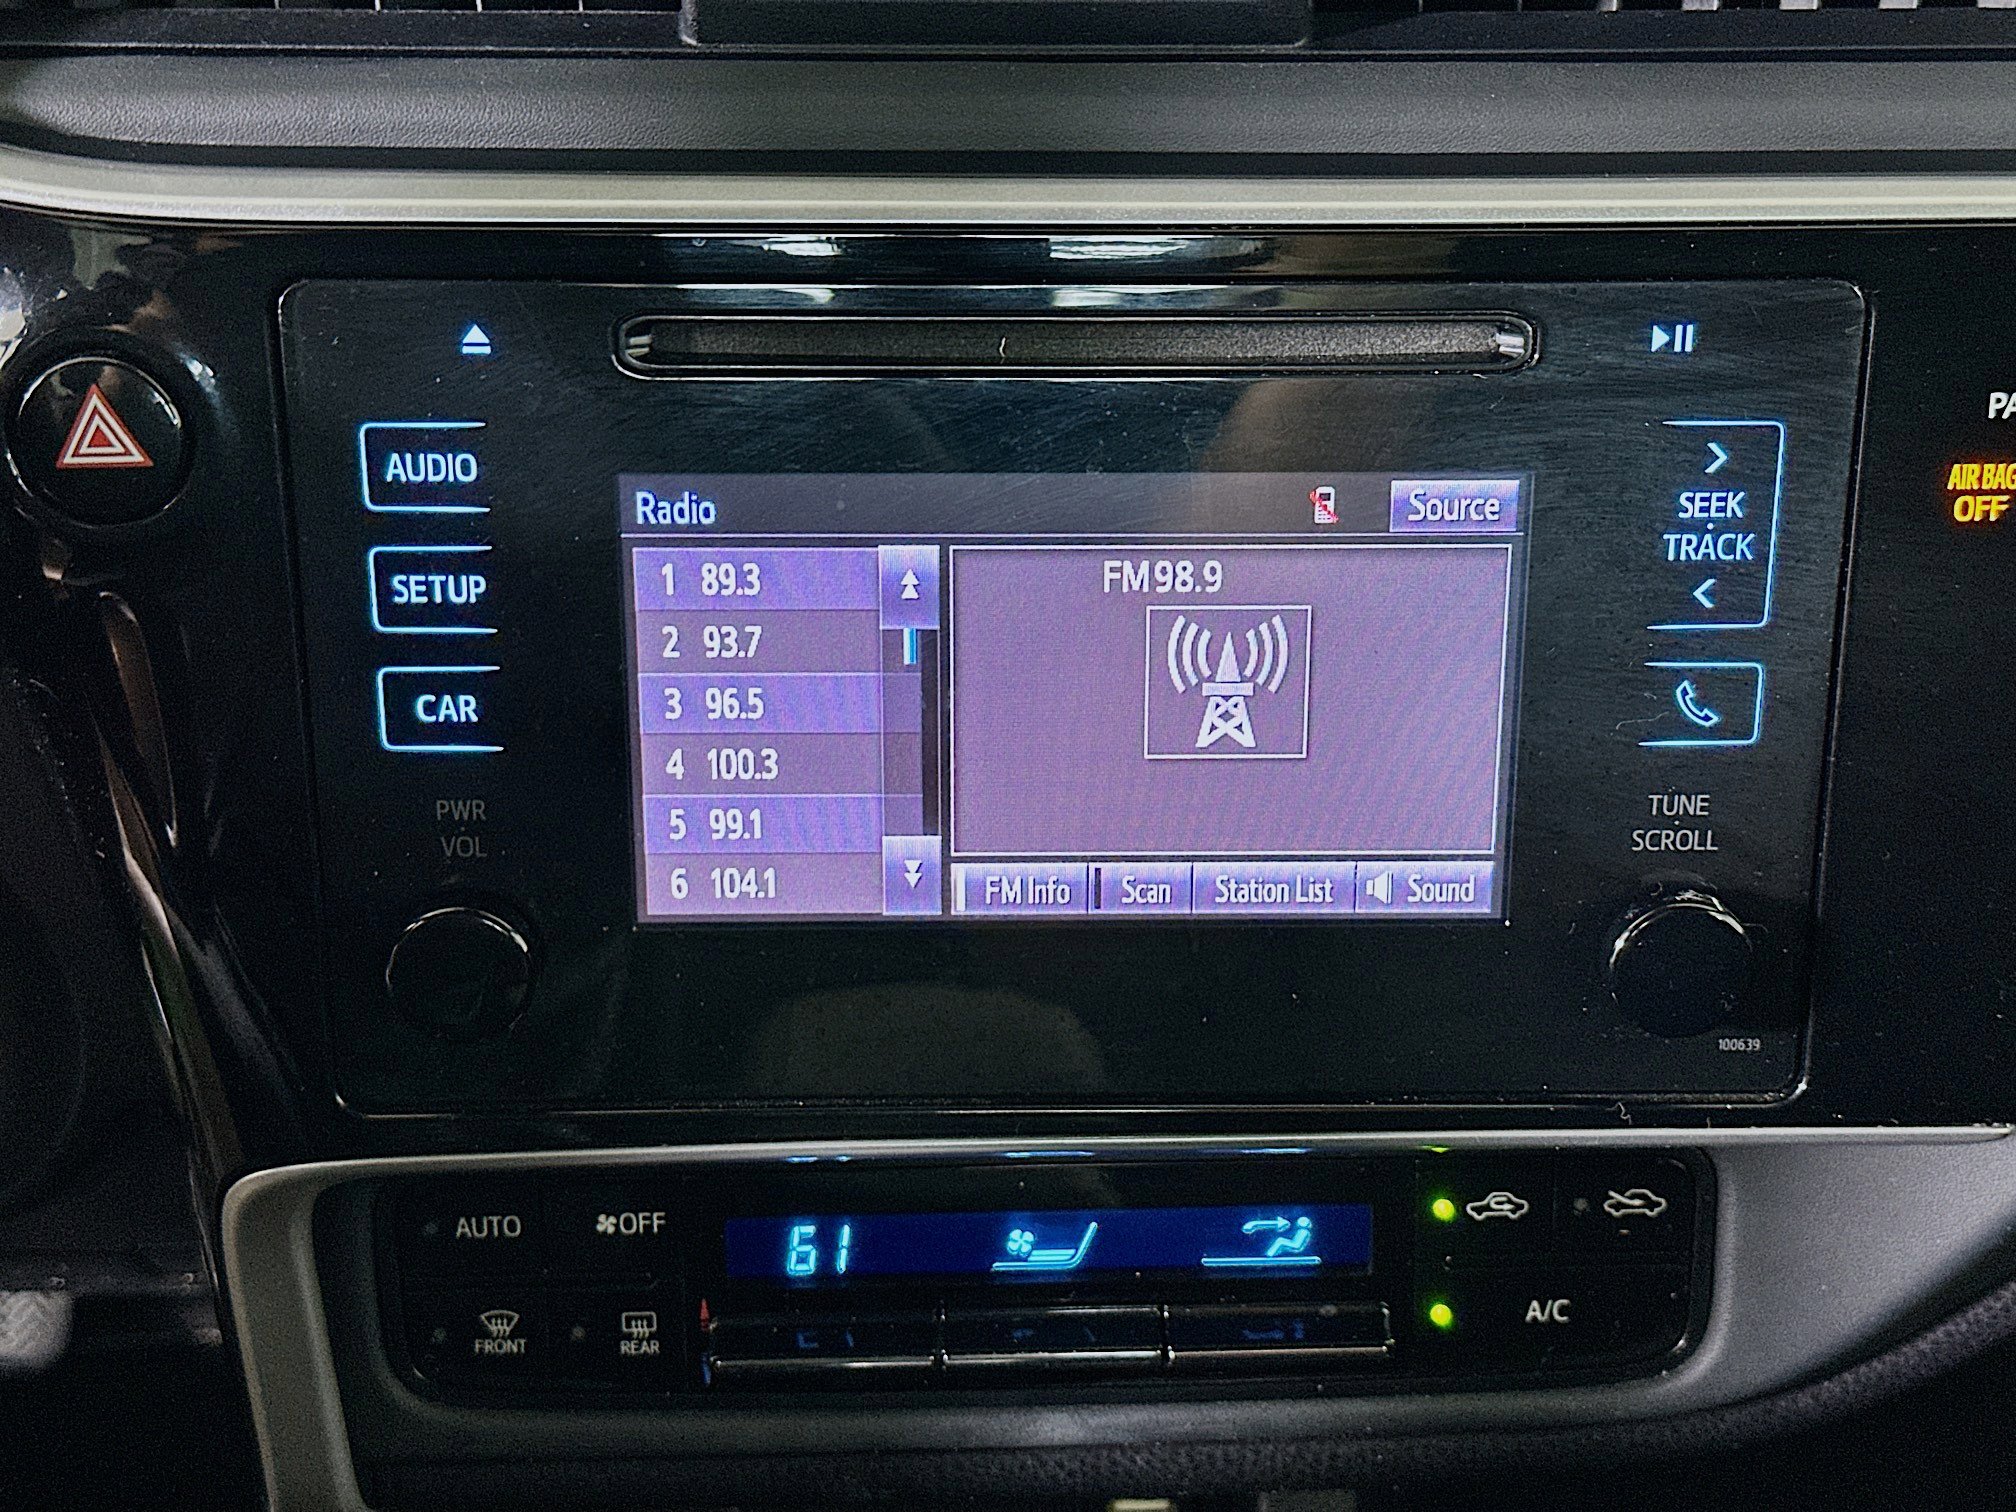 AUDIO
SETUP
CAR
PWR
VOL
Radio
Source
1 89.3
2 93.7
3 96.5
4 100.3
5 99.1
6 104.1
FM 98.9
FM Info
Scan
Station List
Sound
SEEK
TRACK
TUNE
SCROLL
100639
AIR BAG
OFF
AUTO
OFF
61
FRONT
REAR
A/C